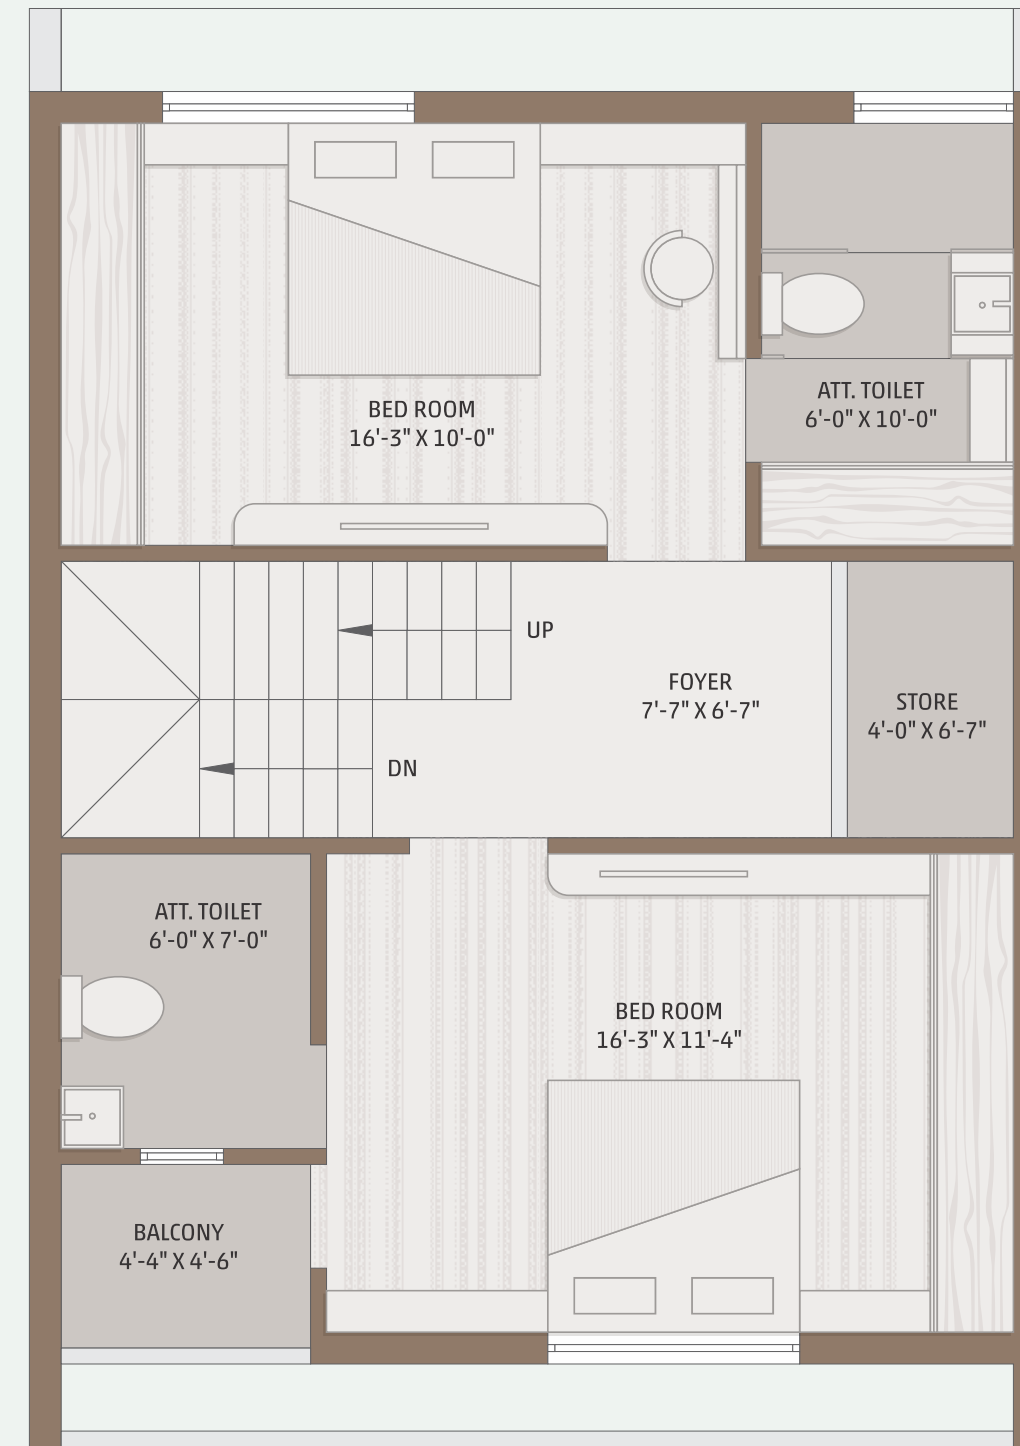 ATT. TOILET
6'-0" X 10'-0"
BED ROOM
16'-3" X 10'-0"
UP
FOYER
7'-7" X 6'-7"
STORE
4'-0" X 6'-7"
DN
ATT. TOILET
6'-0" X 7'-0"
BED ROOM
16'-3" X 11'-4"
BALCONY
4'-4" X 4'-6"